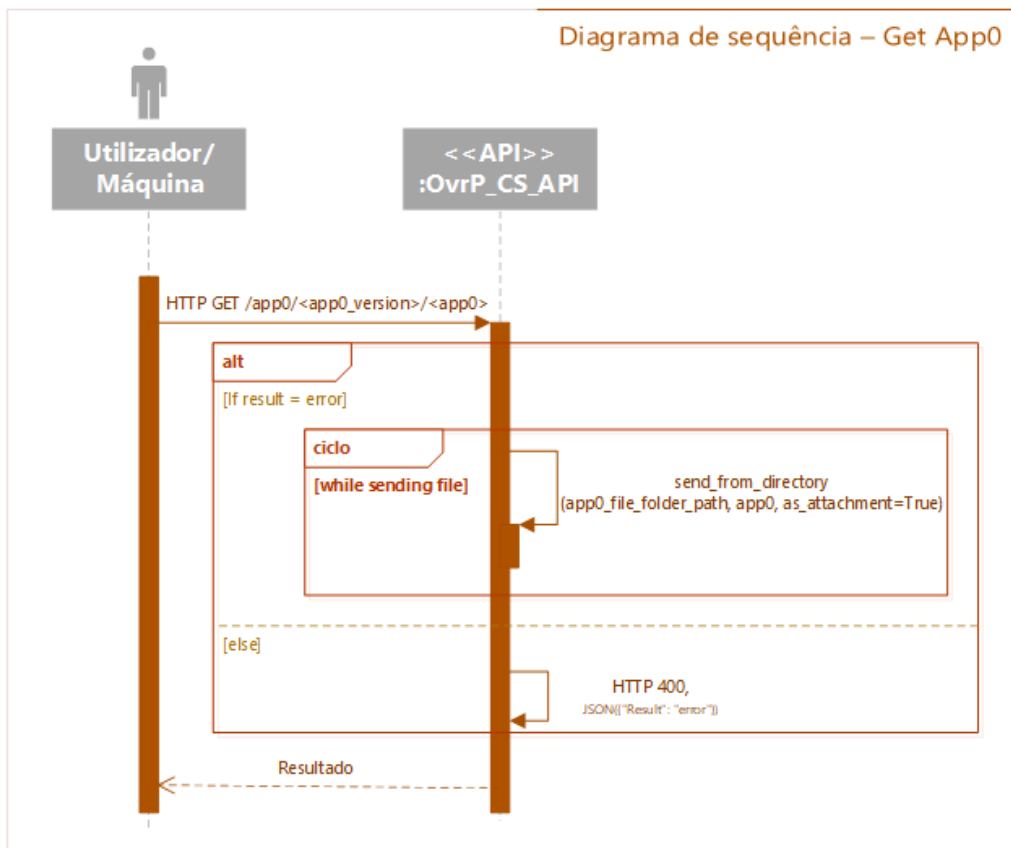 Diagrama de sequência – Get App0
Utilizador/
Máquina
<<API>>
:OvrP_CS_API
HTTP GET /app0/<app0_version>/<app0>
alt
[If result = error]
ciclo
[while sending file]
send_from_directory
(app0_file_folder_path, app0, as_attachment=True)
[else]
HTTP 400,
JSON({"Result": "error"})
Resultado